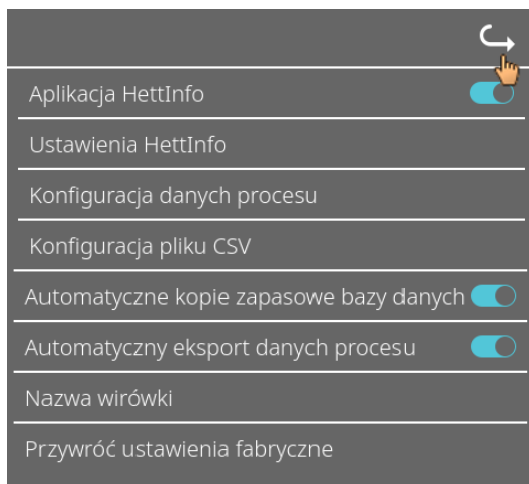 Aplikacja HettInfo
Ustawienia HettInfo
Konfiguracja danych procesu
Konfiguracja pliku CSV
Automatyczne kopie zapasowe bazy danych
Automatyczny eksport danych procesu
Nazwa wirówki
Przywróć ustawienia fabryczne